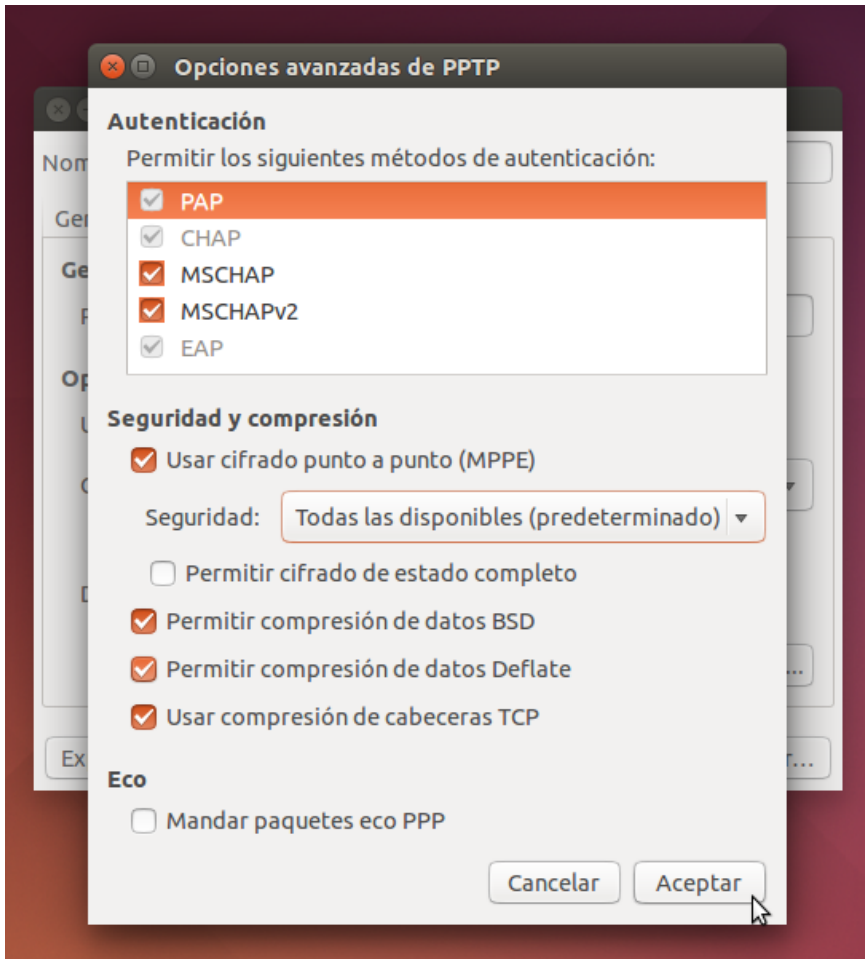 Opciones avanzadas de PPTP
Autenticación
Permitir los siguientes métodos de autenticación:
PAP
CHAP
MSCHAP
MSCHAPv2
EAP
Seguridad y compresión
Usar cifrado punto a punto (MPPE)
Seguridad: Todas las disponibles (predeterminado)
Permitir cifrado de estado completo
Permitir compresión de datos BSD
Permitir compresión de datos Deflate
Usar compresión de cabeceras TCP
Eco
Mandar paquetes eco PPP
Cancelar Aceptar